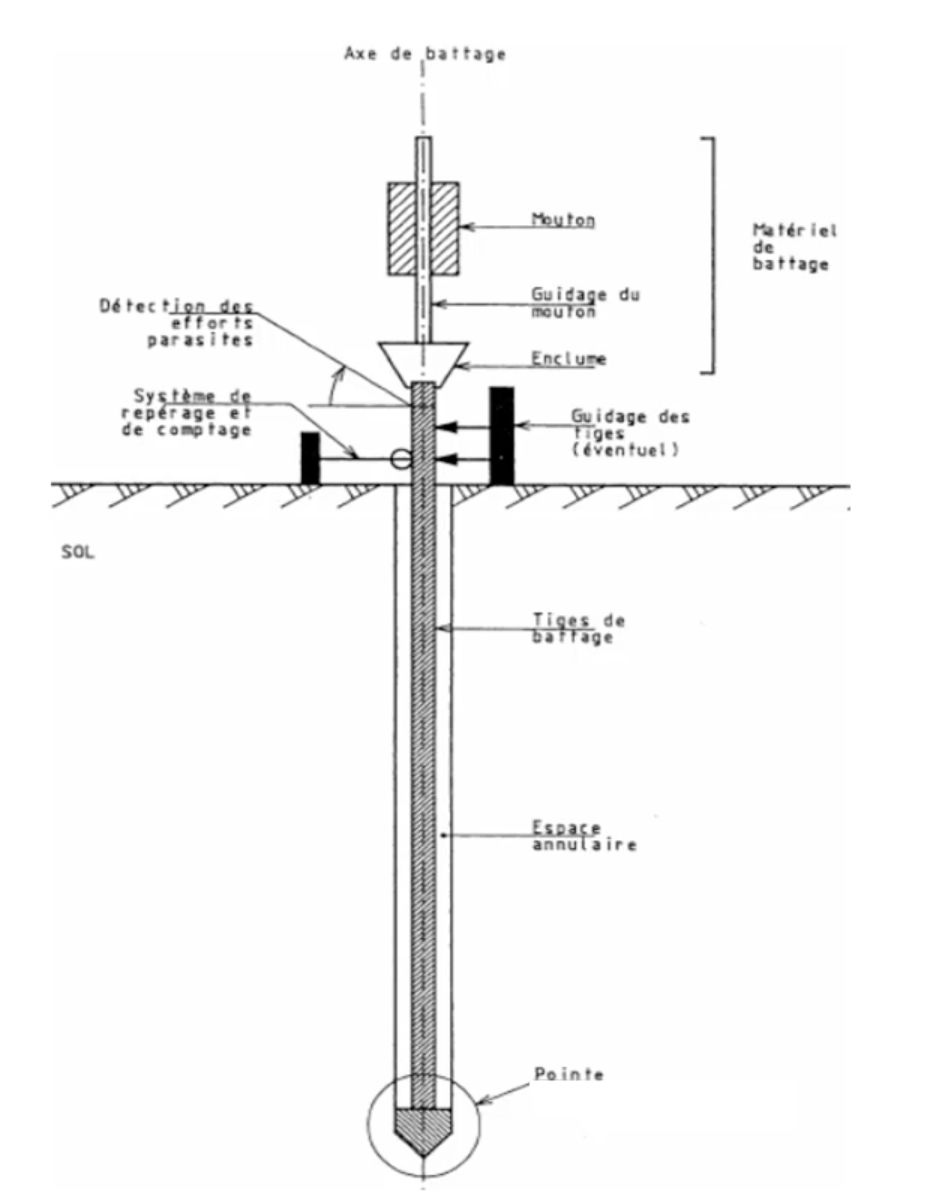 Axe de battage
Mouton
Matériel
de
battage
Guidage du
mouton
Détection des
efforts
parasites
Enclume
Système de
repérage et
de comptage
Guidage des
tiges
(éventuel)
SOL
Tiges de
battage
Espace
annulaire
Pointe